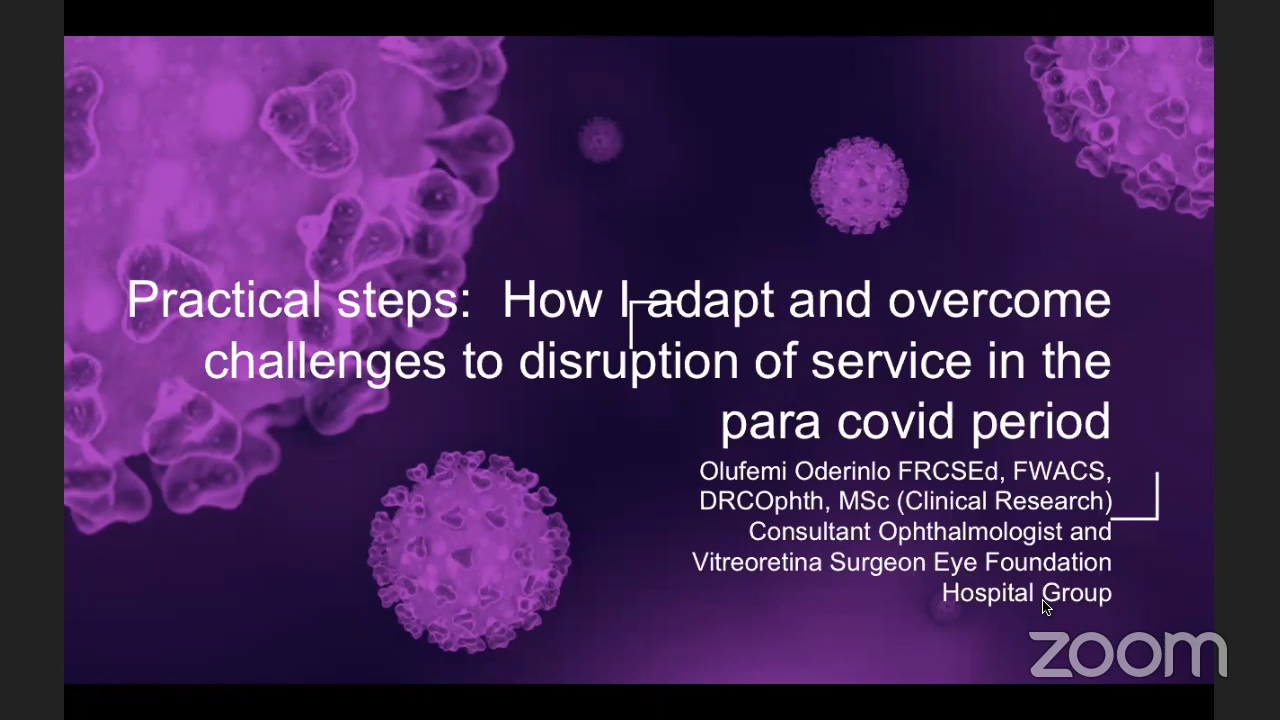 Practical steps:  How I adapt and overcome
challenges to disruption of service in the
para covid period
Olufemi Oderinlo FRCSEd, FWACS,
DRCOphth, MSc (Clinical Research)
Consultant Ophthalmologist and
Vitreoretina Surgeon Eye Foundation
Hospital Group
zoom